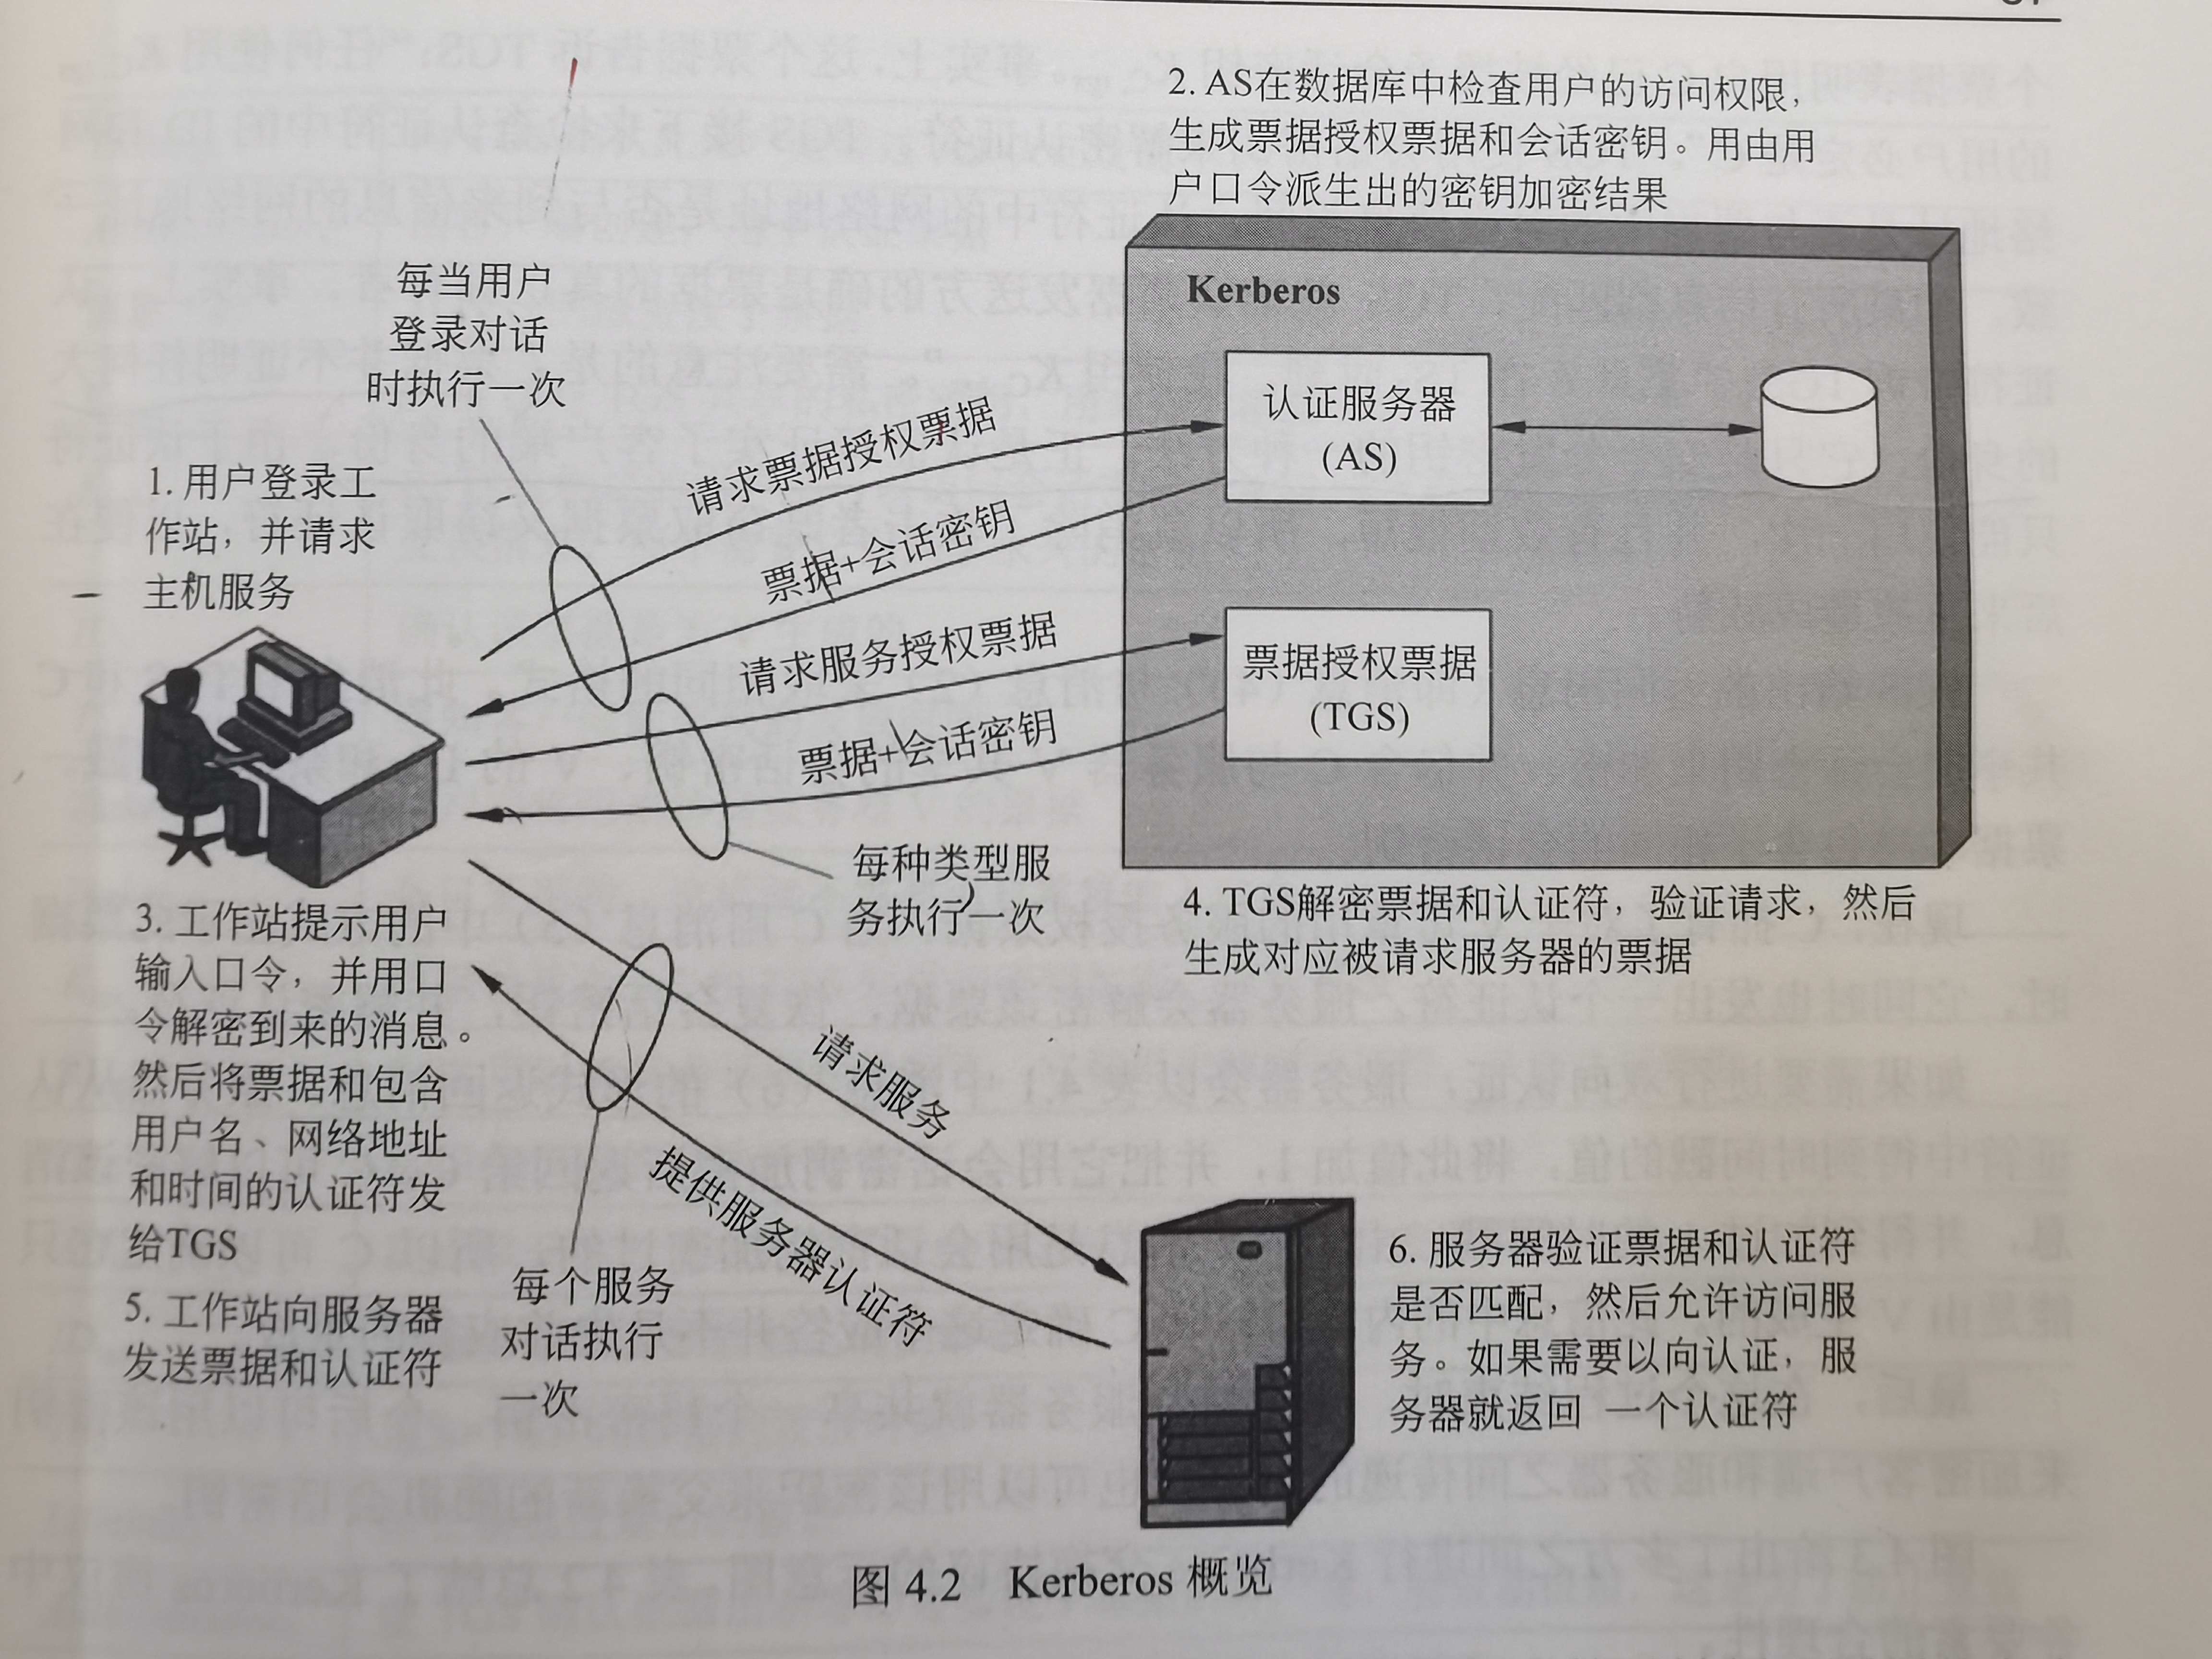 2. AS在数据库中检查用户的访问权限，
生成票据授权票据和会话密钥。用由用
户口令派生出的密钥加密结果
每当用户
登录对话
时执行一次
Kerberos
认证服务器
(AS)
请求票据授权票据
票据+会话密钥
1. 用户登录工
作站，并请求
主机服务
请求服务授权票据
票据+会话密钥
票据授权票据
(TGS)
每种类型服
务执行一次
4. TGS解密票据和认证符，验证请求，然后
生成对应被请求服务器的票据
3. 工作站提示用户
输入口令，并用口
令解密到来的消息。
然后将票据和包含
用户名、网络地址
和时间的认证符发
给TGS
请求服务
提供服务器认证符
5. 工作站向服务器
发送票据和认证符
每个服务
对话执行
一次
6. 服务器验证票据和认证符
是否匹配，然后允许访问服
务。如果需要以向认证，服
务器就返回 一个认证符
图 4.2 Kerberos 概览